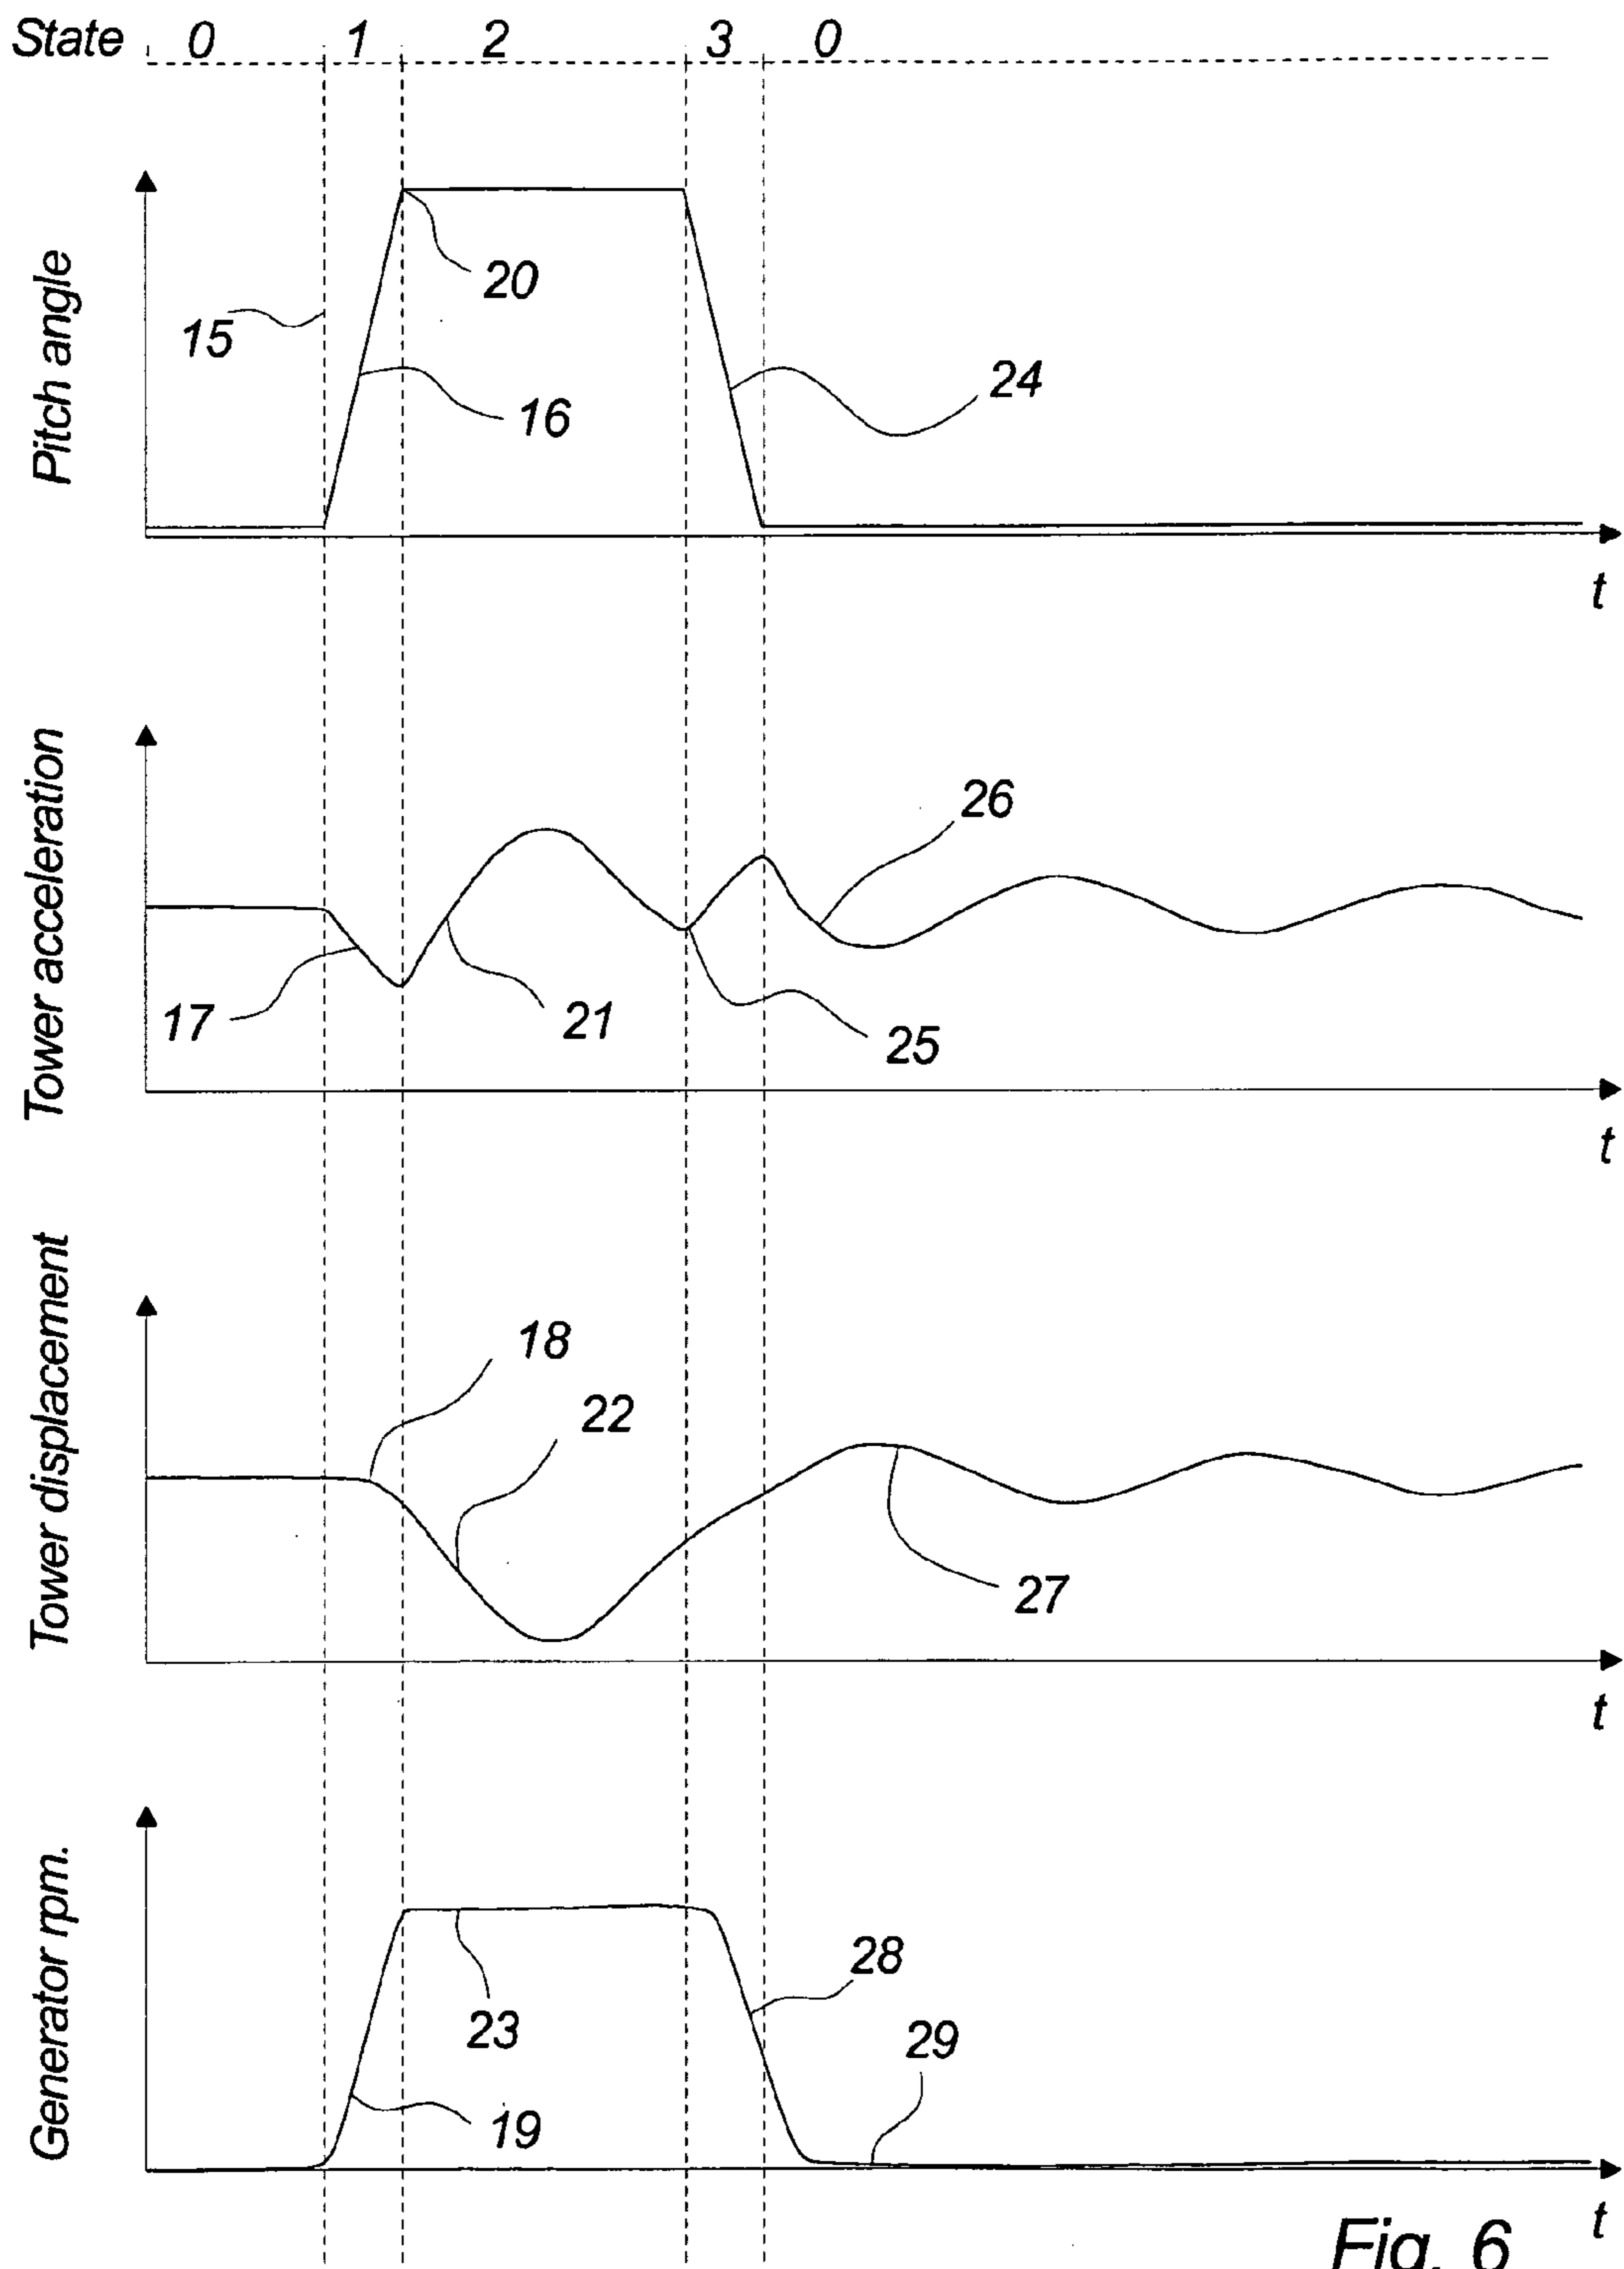 State 0 1 2 3 0
Pitch angle
15
20
16
24
t
Tower acceleration
17
21
25
26
t
Tower displacement
18
22
27
t
Generator rpm.
19
23
28
29
t
Fig. 6